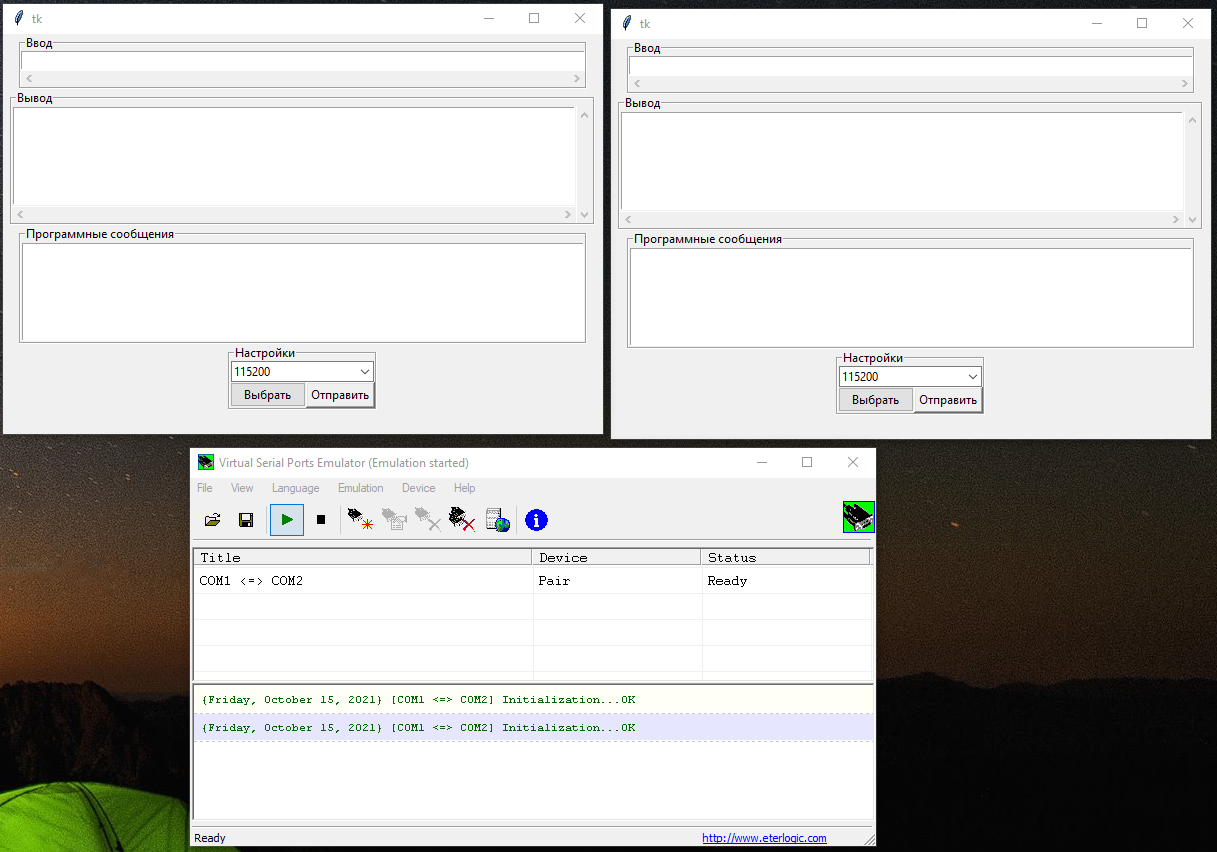 tk
Ввод
Вывод
Программные сообщения
Настройки
115200
Выбрать Отправить
tk
Ввод
Вывод
Программные сообщения
Настройки
115200
Выбрать Отправить
Virtual Serial Ports Emulator (Emulation started)
File View Language Emulation Device Help
Title Device Status
COM1 <=> COM2 Pair Ready
{Friday, October 15, 2021} [COM1 <=> COM2] Initialization...OK
{Friday, October 15, 2021} [COM1 <=> COM2] Initialization...OK
Ready http://www.eterlogic.com